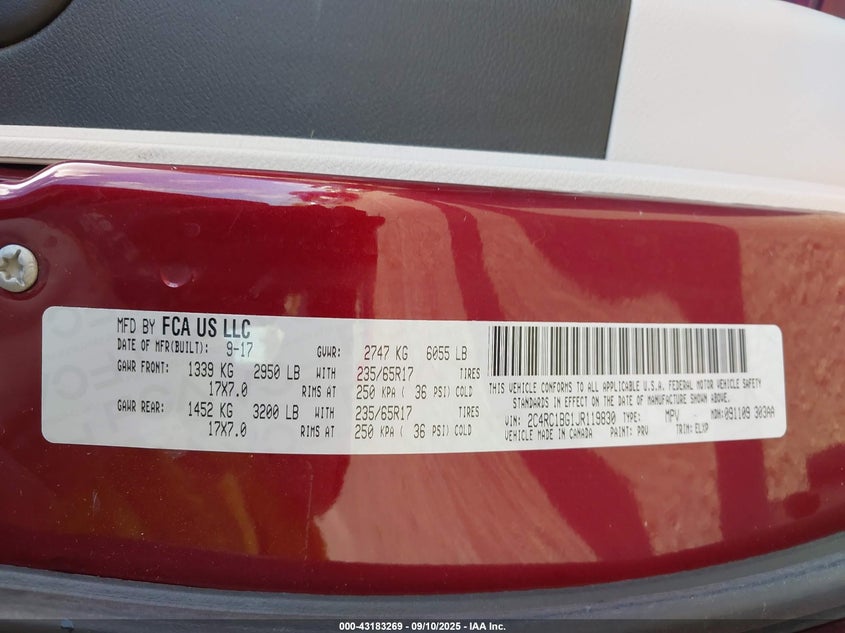 MFD BY FCA US LLC
DATE OF MFR(BUILT): 9-17 GVWR: 2747 KG 6055 LB
GAWR FRONT: 1339 KG 2950 LB WITH 235/65R17 TIRES
17X7.0 RIMS AT 250 KPA ( 36 PSI) COLD
GAWR REAR: 1452 KG 3200 LB WITH 235/65R17 TIRES
17X7.0 RIMS AT 250 KPA ( 36 PSI) COLD
THIS VEHICLE CONFORMS TO ALL APPLICABLE U.S.A. FEDERAL MOTOR VEHICLE SAFETY
STANDARDS IN EFFECT ON THE DATE OF MANUFACTURE SHOWN ABOVE.
VIN: 2C4RC1BG1JR119830 TYPE: MPV MDH: 091109 303AA
VEHICLE MADE IN CANADA PAINT: PRV TRIM: ELXP
000-43183269 - 09/10/2025 - IAA Inc.